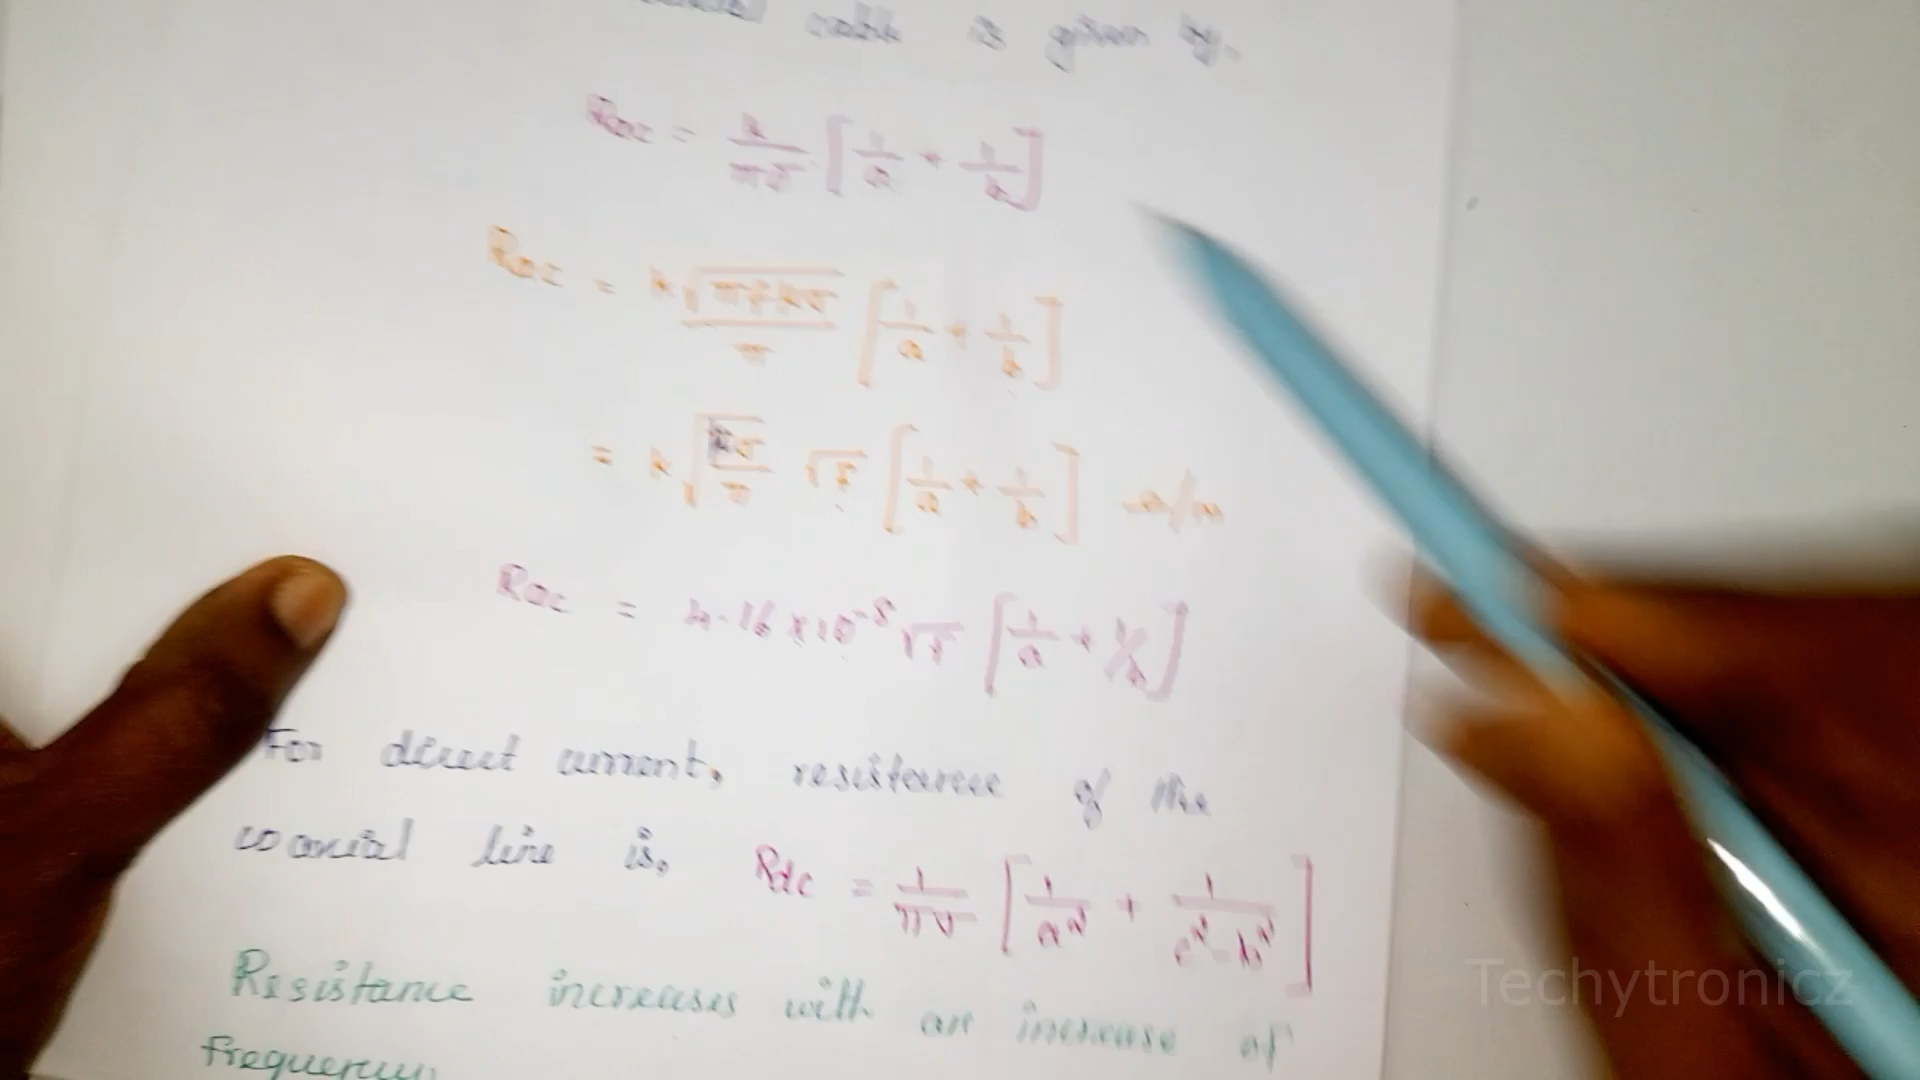 cable is given by,
Rac = k/πσ [1/a + 1/b]
Rac = k√πfμσ/π [1/a + 1/b]
= k√μσ/π √f [1/a + 1/b] Ω/m
Rac = 4.16 x 10^-8 √f [1/a + 1/b]
For direct current, resistance of the
coaxial line is, Rdc = 1/πσ [1/a² + 1/c²-b²]
Resistance increases with an increase of
frequency.
Techytronicz